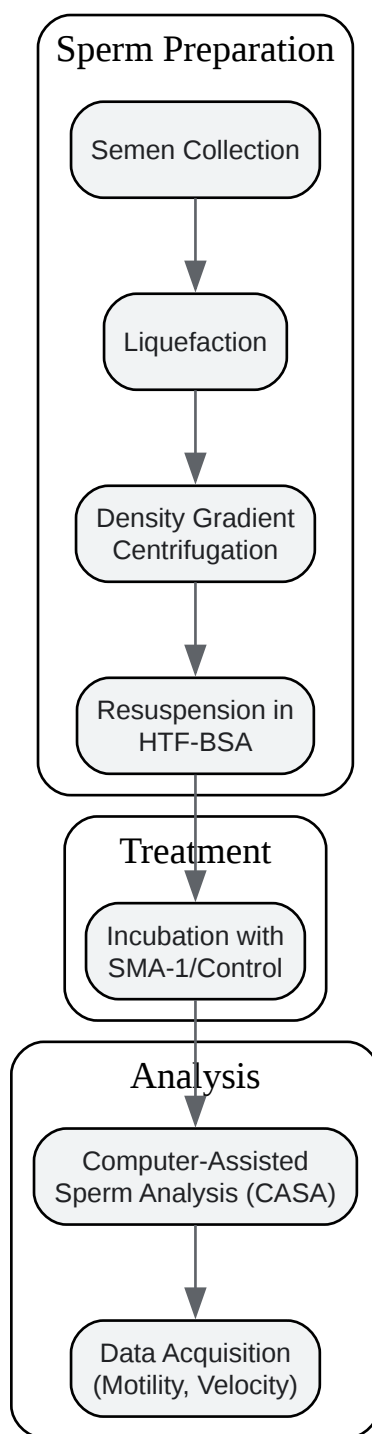 Sperm Preparation
Semen Collection
Liquefaction
Density Gradient
Centrifugation
Resuspension in
HTF-BSA
Treatment
Incubation with
SMA-1/Control
Analysis
Computer-Assisted
Sperm Analysis (CASA)
Data Acquisition
(Motility, Velocity)